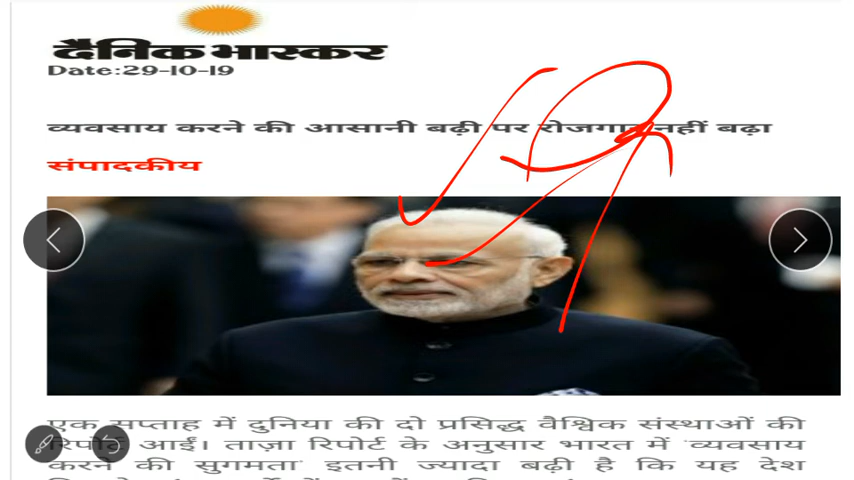 दैनिक भास्कर
Date:29-10-19
व्यवसाय करने की आसानी बढ़ी पर रोजगार नहीं बढ़ा
संपादकीय
एक सप्ताह में दुनिया की दो प्रसिद्ध वैश्विक संस्थाओं की
रिपोर्ट आईं। ताज़ा रिपोर्ट के अनुसार भारत में 'व्यवसाय
करने की सुगमता' इतनी ज्यादा बढ़ी है कि यह देश